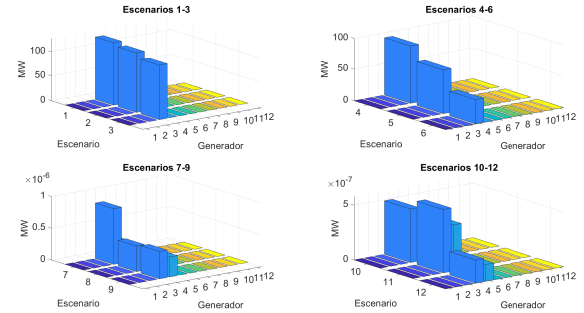 Escenarios 1-3
100
50
0
MW
1
2
3
Escenario
1 2 3 4 5 6 7 8 9 10 11 12
Generador
Escenarios 4-6
100
50
0
MW
4
5
6
Escenario
1 2 3 4 5 6 7 8 9 10 11 12
Generador
Escenarios 7-9
×10⁻⁶
1
0.5
0
MW
7
8
9
Escenario
1 2 3 4 5 6 7 8 9 10 11 12
Generador
Escenarios 10-12
×10⁻⁷
5
0
MW
10
11
12
Escenario
1 2 3 4 5 6 7 8 9 10 11 12
Generador